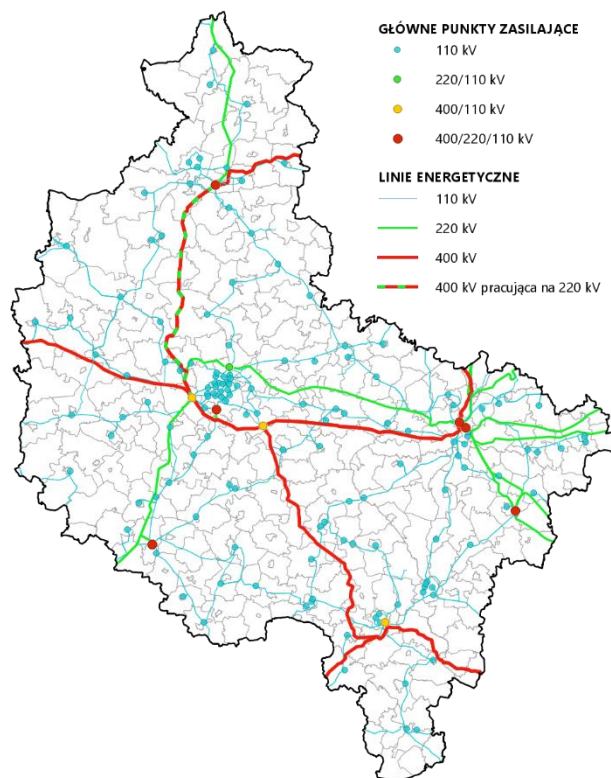 GŁÓWNE PUNKTY ZASILAJĄCE
110 kV
220/110 kV
400/110 kV
400/220/110 kV
LINIE ENERGETYCZNE
110 kV
220 kV
400 kV
400 kV pracująca na 220 kV